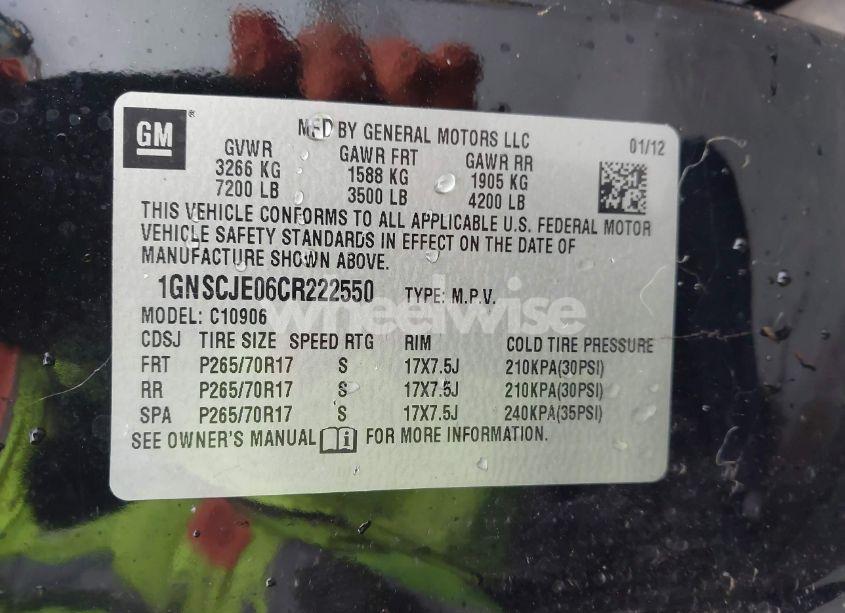 GM ® MFD BY GENERAL MOTORS LLC 01/12
GVWR GAWR FRT GAWR RR
3266 KG 1588 KG 1905 KG
7200 LB 3500 LB 4200 LB
THIS VEHICLE CONFORMS TO ALL APPLICABLE U.S. FEDERAL MOTOR
VEHICLE SAFETY STANDARDS IN EFFECT ON THE DATE OF
MANUFACTURE SHOWN ABOVE.
1GNSCJE06CR222550 TYPE: M.P.V.
wheelwise
MODEL: C10906
CDSJ TIRE SIZE SPEED RTG RIM COLD TIRE PRESSURE
FRT P265/70R17 S 17X7.5J 210KPA(30PSI)
RR P265/70R17 S 17X7.5J 210KPA(30PSI)
SPA P265/70R17 S 17X7.5J 240KPA(35PSI)
SEE OWNER'S MANUAL i FOR MORE INFORMATION.